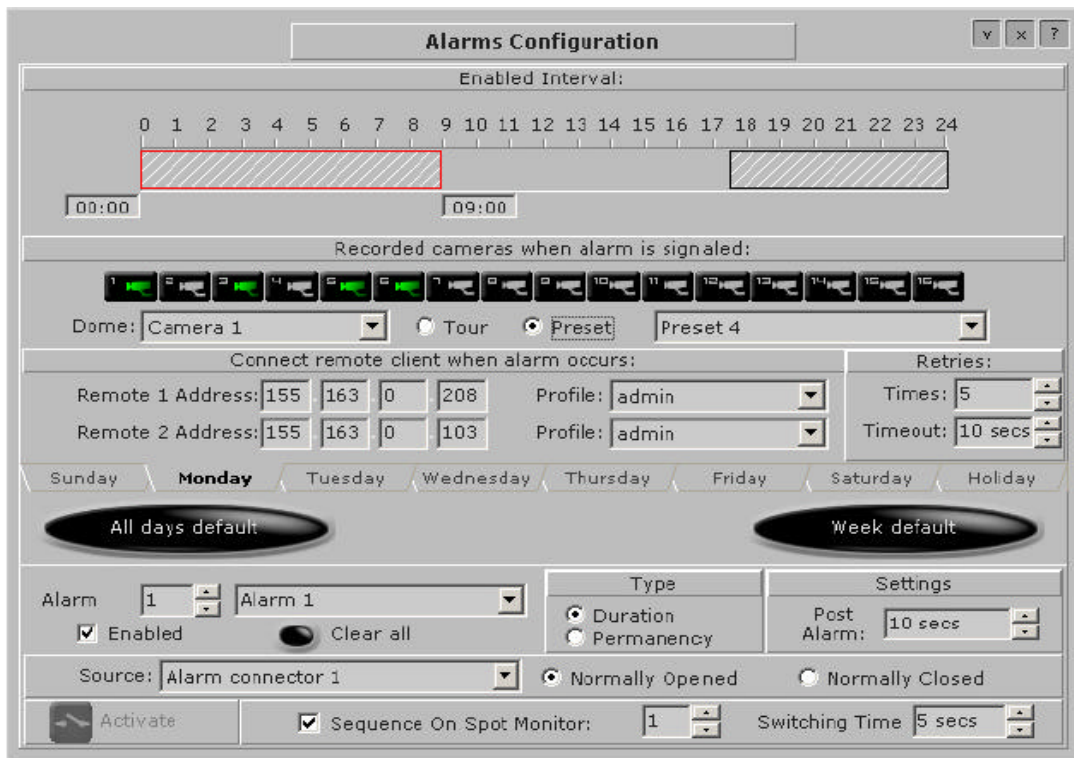 Alarms Configuration
v x ?
Enabled Interval:
0 1 2 3 4 5 6 7 8 9 10 11 12 13 14 15 16 17 18 19 20 21 22 23 24
00:00 09:00
Recorded cameras when alarm is signaled:
1 2 3 4 5 6 7 8 9 10 11 12 13 14 15 16
Dome: Camera 1 Tour Preset Preset 4
Connect remote client when alarm occurs: Retries:
Remote 1 Address: 155 . 163 . 0 . 208 Profile: admin Times: 5
Remote 2 Address: 155 . 163 . 0 . 103 Profile: admin Timeout: 10 secs
Sunday Monday Tuesday Wednesday Thursday Friday Saturday Holiday
All days default Week default
Type Settings
Alarm 1 Alarm 1 Duration Post Alarm: 10 secs
Enabled Clear all Permanency
Source: Alarm connector 1 Normally Opened Normally Closed
Activate Sequence On Spot Monitor: 1 Switching Time 5 secs